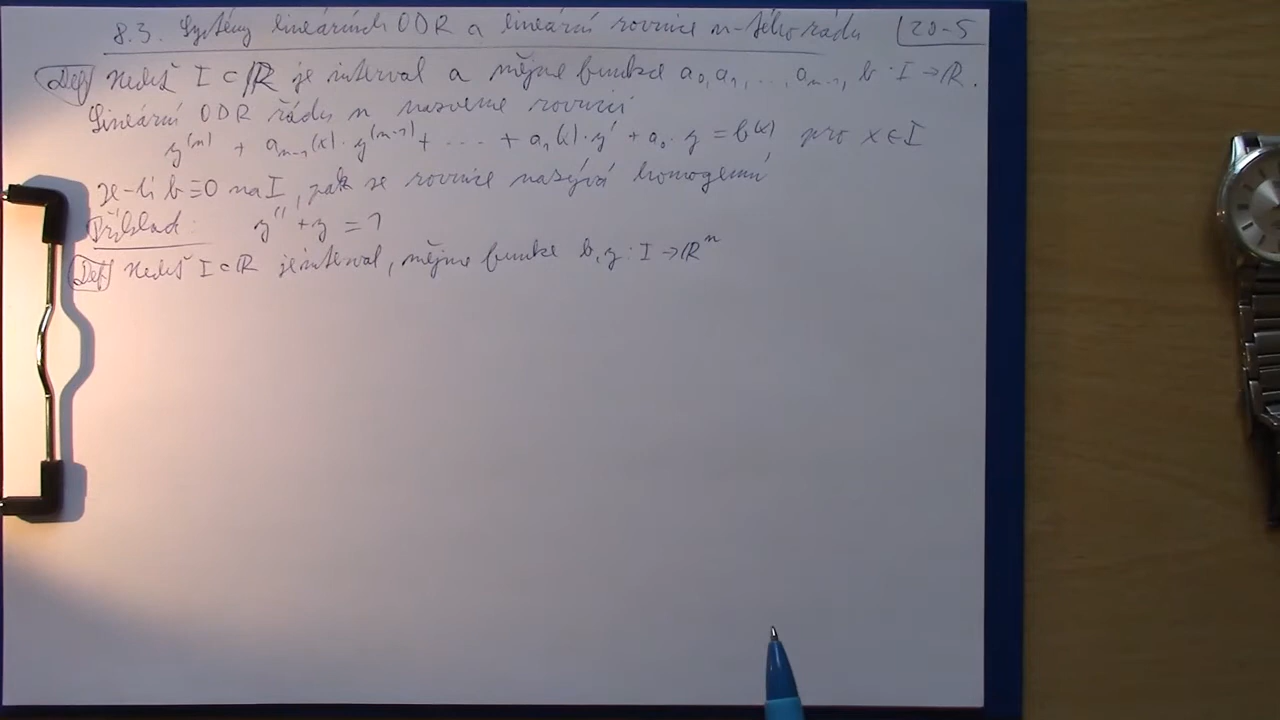 8.3. Systémy lineárních ODR a lineární rovnice n-tého řádu 20-5
Def Nechť I ⊂ ℝ je interval a mějme funkce a₀, a₁, ..., aₙ₋₁, b : I → ℝ.
Lineární ODR řádu n nazveme rovnici
y⁽ⁿ⁾ + aₙ₋₁(x)·y⁽ⁿ⁻¹⁾ + ... + a₁(x)·y' + a₀·y = b(x) pro x ∈ I
Je-li b ≡ 0 na I, pak se rovnice nazývá homogenní
Příklad: y'' + y = 1
Def Nechť I ⊂ ℝ je interval, mějme funkce b, y : I → ℝⁿ